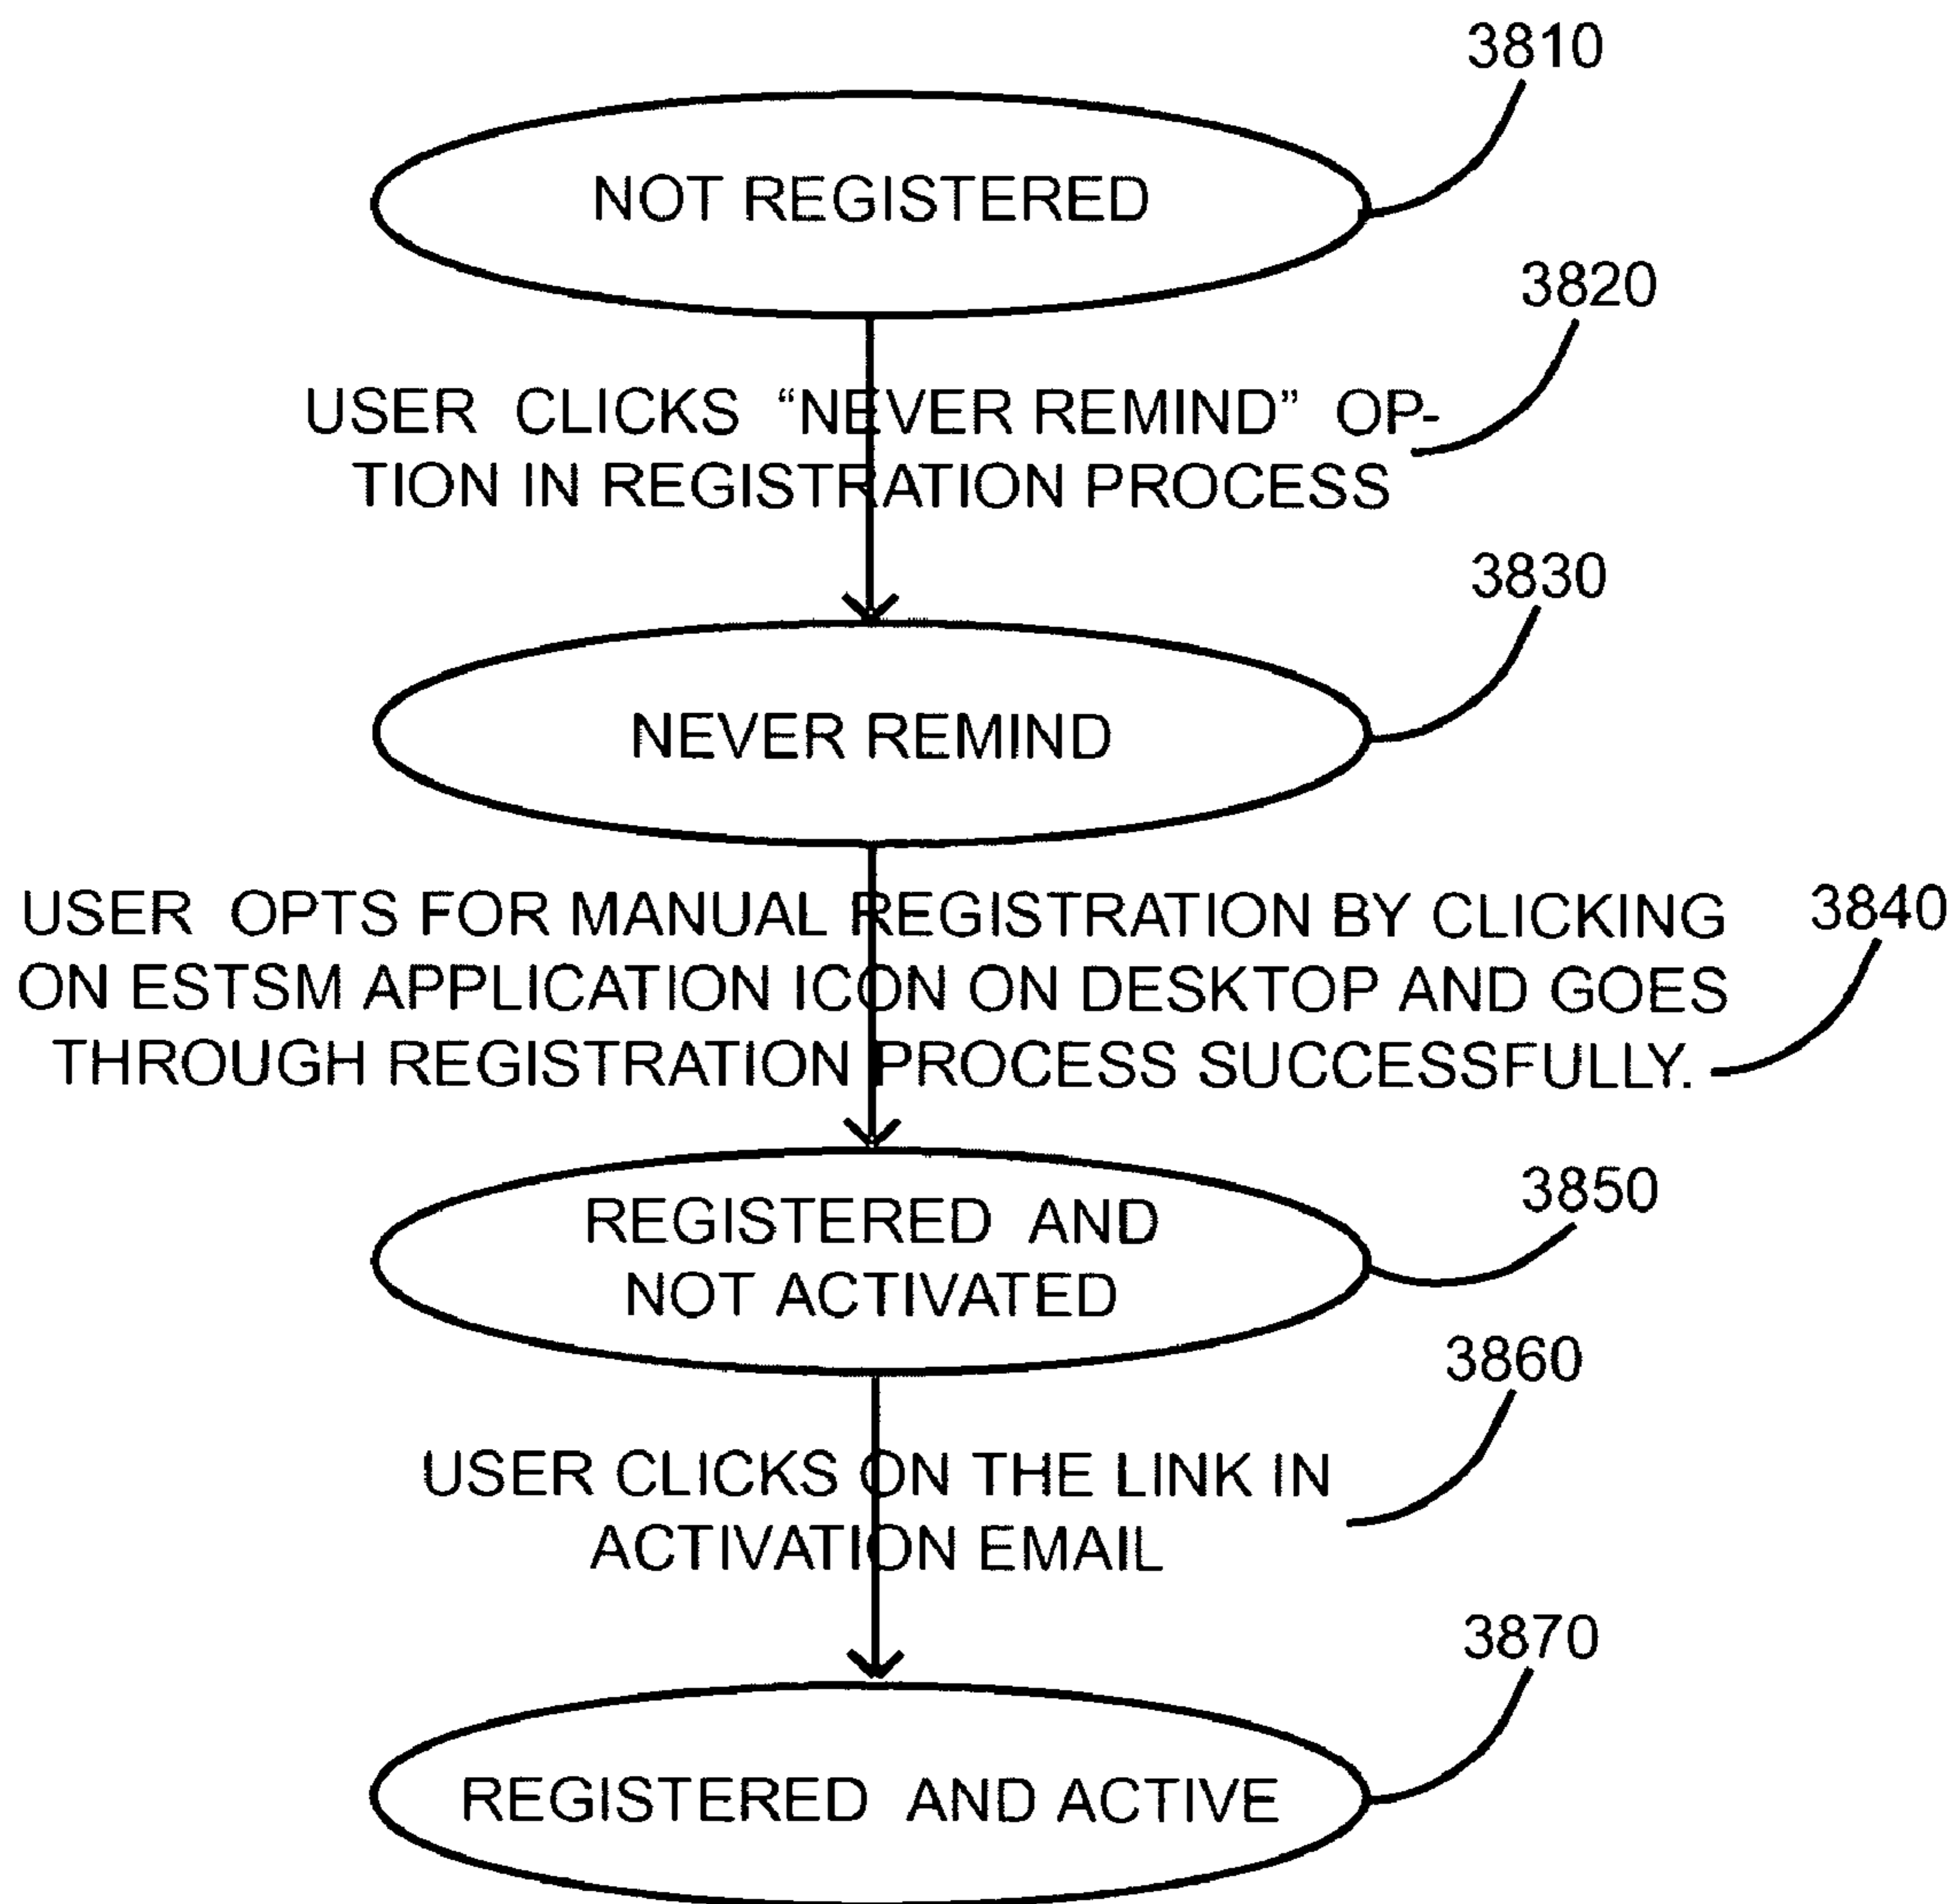 3810
NOT REGISTERED
3820
USER CLICKS “NEVER REMIND” OP-
TION IN REGISTRATION PROCESS
3830
NEVER REMIND
USER OPTS FOR MANUAL REGISTRATION BY CLICKING
3840
ON ESTSM APPLICATION ICON ON DESKTOP AND GOES
THROUGH REGISTRATION PROCESS SUCCESSFULLY.
3850
REGISTERED AND
NOT ACTIVATED
3860
USER CLICKS ON THE LINK IN
ACTIVATION EMAIL
3870
REGISTERED AND ACTIVE